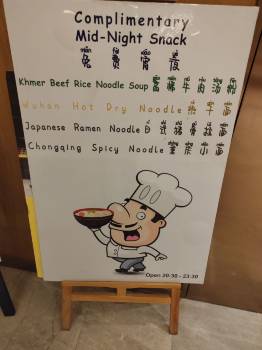 Complimentary
Mid-Night Snack
免費宵夜
Khmer Beef Rice Noodle Soup 高棉牛肉湯粉
Wuhan Hot Dry Noodle 熱干面
Japanese Ramen Noodle 日式豬骨拉面
Chongqing Spicy Noodle 重慶小面
Open 20:30 - 23:30